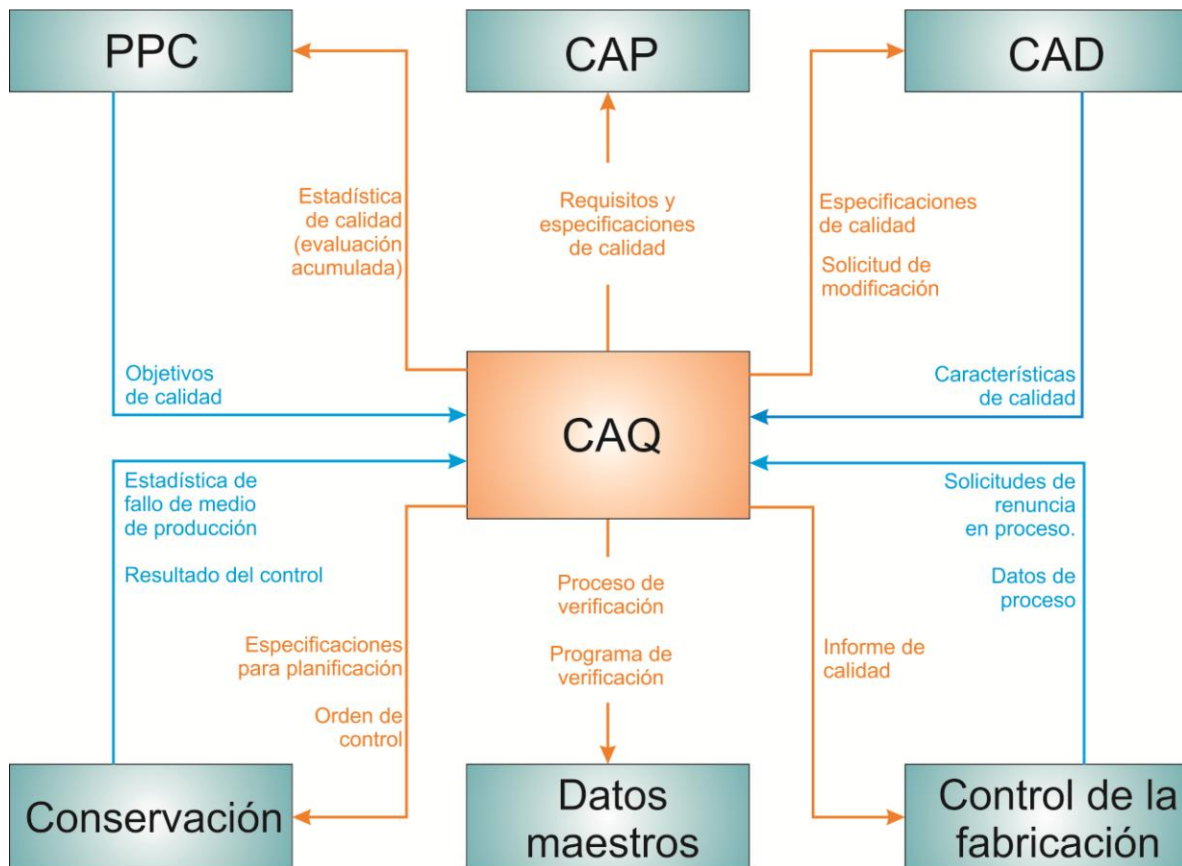 PPC
CAP
CAD
Estadística
de calidad
(evaluación
acumulada)
Requisitos y
especificaciones
de calidad
Especificaciones
de calidad
Solicitud de
modificación
Objetivos
de calidad
CAQ
Características
de calidad
Estadística de
fallo de medio
de producción
Resultado del control
Solicitudes de
renuncia
en proceso.
Datos de
proceso
Especificaciones
para planificación
Orden de
control
Proceso de
verificación
Programa de
verificación
Informe de
calidad
Conservación
Datos
maestros
Control de la
fabricación